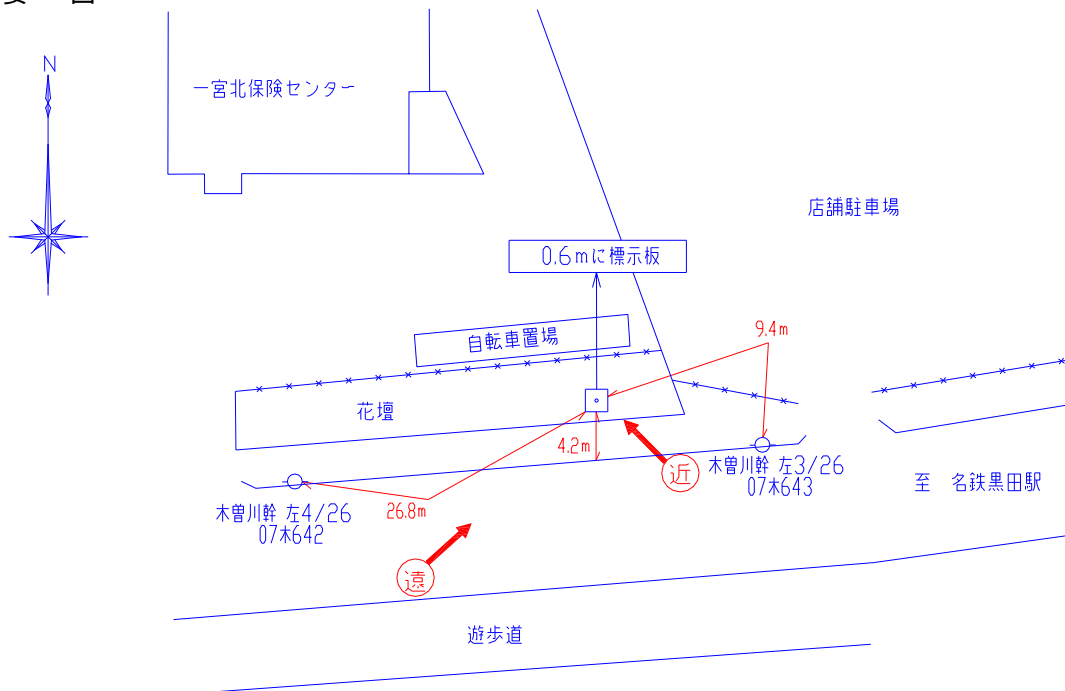 要 図
N
一宮北保険センター
店舗駐車場
0.6mに標示板
自転車置場
9.4m
花壇
4.2m
近
木曽川幹 左3/26
07木643
至 名鉄黒田駅
木曽川幹 左4/26
07木642
26.8m
遠
遊歩道